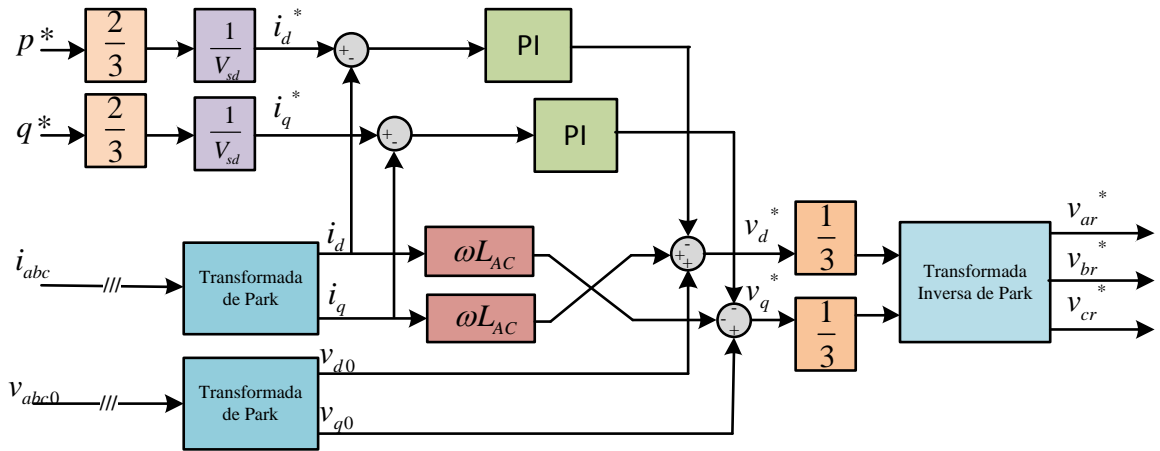 p* 2/3 1/V_sd i_d* + - PI
q* 2/3 1/V_sd i_q* + - PI
i_abc /// Transformada de Park i_d ωL_AC
i_q ωL_AC
- + +
v_d* 1/3
- - +
v_q* 1/3
Transformada
Inversa de Park
v_ar*
v_br*
v_cr*
v_abc0 /// Transformada de Park v_d0
v_q0